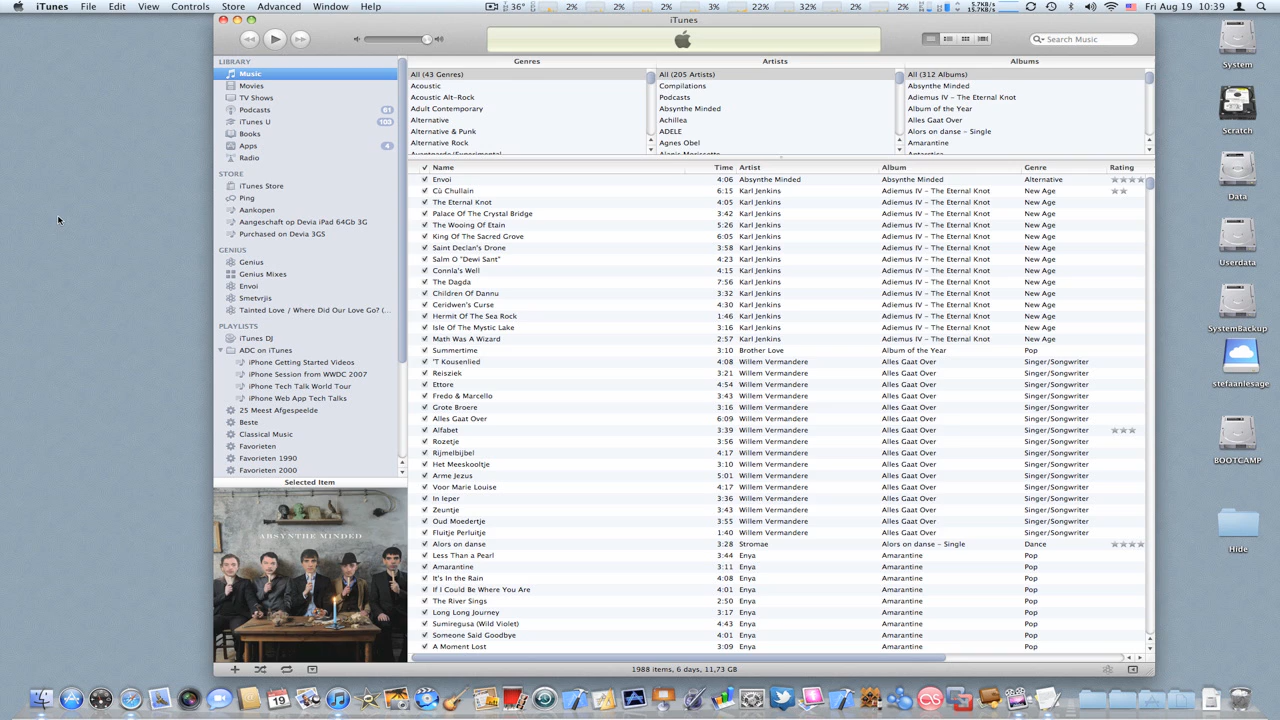 iTunes File Edit View Controls Store Advanced Window Help 36° 2% 2% 3% 22% 32% 2% 2% 5.7KB/s 15.7KB/s Fri Aug 19 10:39
iTunes
Search Music
LIBRARY
Music
Movies
TV Shows
Podcasts 81
iTunes U 103
Books
Apps 4
Radio
STORE
iTunes Store
Ping
Aankopen
Aangeschaft op Devia iPad 64Gb 3G
Purchased on Devia 3GS
GENIUS
Genius
Genius Mixes
Envoi
Smetvrjis
Tainted Love / Where Did Our Love Go? (...
PLAYLISTS
iTunes DJ
ADC on iTunes
iPhone Getting Started Videos
iPhone Session from WWDC 2007
iPhone Tech Talk World Tour
iPhone Web App Tech Talks
25 Meest Afgespeelde
Beste
Classical Music
Favorieten
Favorieten 1990
Favorieten 2000
Selected Item
ABSYNTHE MINDED
Genres
All (43 Genres)
Acoustic
Acoustic Alt-Rock
Adult Contemporary
Alternative
Alternative & Punk
Alternative Rock
Avantgarde/Experimental
Artists
All (205 Artists)
Compilations
Podcasts
Absynthe Minded
Achillea
ADELE
Agnes Obel
Alanis Morissette
Albums
All (312 Albums)
Absynthe Minded
Adiemus IV - The Eternal Knot
Album of the Year
Alles Gaat Over
Alors on danse - Single
Amarantine
Antarctica
Name Time Artist Album Genre Rating
Envoi 4:06 Absynthe Minded Absynthe Minded Alternative
Cú Chullain 6:15 Karl Jenkins Adiemus IV - The Eternal Knot New Age
The Eternal Knot 4:05 Karl Jenkins Adiemus IV - The Eternal Knot New Age
Palace Of The Crystal Bridge 3:42 Karl Jenkins Adiemus IV - The Eternal Knot New Age
The Wooing Of Etain 5:26 Karl Jenkins Adiemus IV - The Eternal Knot New Age
King Of The Sacred Grove 6:05 Karl Jenkins Adiemus IV - The Eternal Knot New Age
Saint Declan's Drone 3:58 Karl Jenkins Adiemus IV - The Eternal Knot New Age
Salm O "Dewi Sant" 4:23 Karl Jenkins Adiemus IV - The Eternal Knot New Age
Connla's Well 4:15 Karl Jenkins Adiemus IV - The Eternal Knot New Age
The Dagda 7:56 Karl Jenkins Adiemus IV - The Eternal Knot New Age
Children Of Dannu 3:32 Karl Jenkins Adiemus IV - The Eternal Knot New Age
Ceridwen's Curse 4:30 Karl Jenkins Adiemus IV - The Eternal Knot New Age
Hermit Of The Sea Rock 1:46 Karl Jenkins Adiemus IV - The Eternal Knot New Age
Isle Of The Mystic Lake 3:16 Karl Jenkins Adiemus IV - The Eternal Knot New Age
Math Was A Wizard 2:57 Karl Jenkins Adiemus IV - The Eternal Knot New Age
Summertime 3:10 Brother Love Album of the Year Pop
'T Kousenlied 4:08 Willem Vermandere Alles Gaat Over Singer/Songwriter
Reisziek 3:21 Willem Vermandere Alles Gaat Over Singer/Songwriter
Ettore 4:54 Willem Vermandere Alles Gaat Over Singer/Songwriter
Fredo & Marcello 3:43 Willem Vermandere Alles Gaat Over Singer/Songwriter
Grote Broere 3:16 Willem Vermandere Alles Gaat Over Singer/Songwriter
Alles Gaat Over 6:09 Willem Vermandere Alles Gaat Over Singer/Songwriter
Alfabet 3:39 Willem Vermandere Alles Gaat Over Singer/Songwriter
Rozetje 3:56 Willem Vermandere Alles Gaat Over Singer/Songwriter
Rijmelbijbel 4:17 Willem Vermandere Alles Gaat Over Singer/Songwriter
Het Meeskooltje 3:10 Willem Vermandere Alles Gaat Over Singer/Songwriter
Arme Jezus 5:01 Willem Vermandere Alles Gaat Over Singer/Songwriter
Voor Marie Louise 4:17 Willem Vermandere Alles Gaat Over Singer/Songwriter
In Ieper 3:36 Willem Vermandere Alles Gaat Over Singer/Songwriter
Zeuntje 3:43 Willem Vermandere Alles Gaat Over Singer/Songwriter
Oud Moedertje 3:55 Willem Vermandere Alles Gaat Over Singer/Songwriter
Fluitje Perluitje 1:40 Willem Vermandere Alles Gaat Over Singer/Songwriter
Alors on danse 3:28 Stromae Alors on danse - Single Dance
Less Than a Pearl 3:44 Enya Amarantine Pop
Amarantine 3:11 Enya Amarantine Pop
It's In the Rain 4:08 Enya Amarantine Pop
If I Could Be Where You Are 4:01 Enya Amarantine Pop
The River Sings 2:50 Enya Amarantine Pop
Long Long Journey 3:17 Enya Amarantine Pop
Sumiregusa (Wild Violet) 4:43 Enya Amarantine Pop
Someone Said Goodbye 4:01 Enya Amarantine Pop
A Moment Lost 3:09 Enya Amarantine Pop
1988 items, 6 days, 11,73 GB
System
Scratch
Data
Userdata
SystemBackup
stefaanlesage
BOOTCAMP
Hide
19